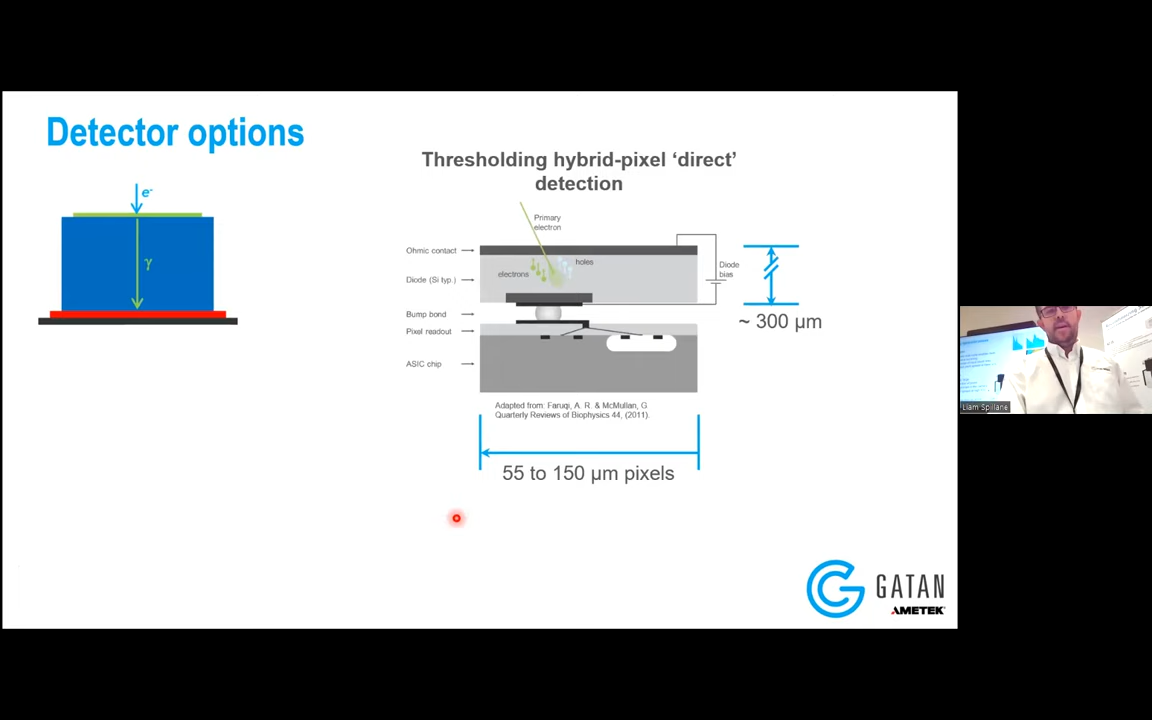 Detector options
e-
γ
Thresholding hybrid-pixel ‘direct’
detection
Primary
electron
Ohmic contact
holes
electrons
Diode (Si typ.)
Diode
bias
~ 300 µm
Bump bond
Pixel readout
ASIC chip
Adapted from: Faruqi, A. R. & McMullan, G
Quarterly Reviews of Biophysics 44, (2011).
55 to 150 µm pixels
Liam Spillane
GATAN
AMETEK